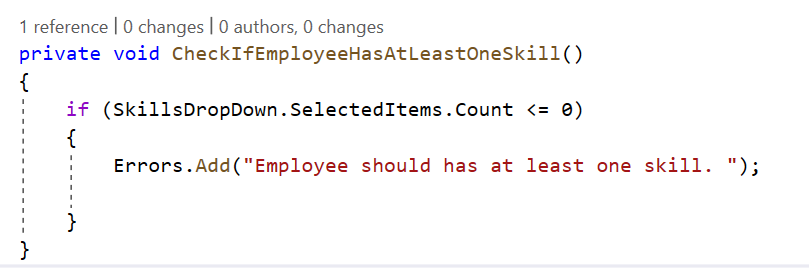 1 reference | 0 changes | 0 authors, 0 changes
private void CheckIfEmployeeHasAtLeastOneSkill()
{
if (SkillsDropDown.SelectedItems.Count <= 0)
{
Errors.Add("Employee should has at least one skill. ");
}
}